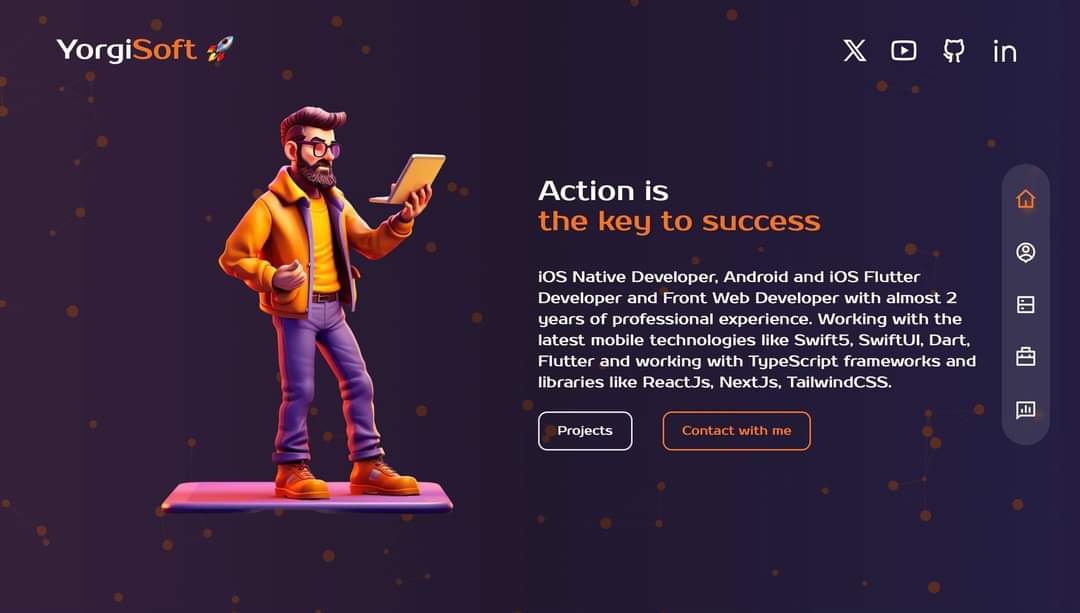 YorgiSoft
Action is
the key to success
iOS Native Developer, Android and iOS Flutter
Developer and Front Web Developer with almost 2
years of professional experience. Working with the
latest mobile technologies like Swift5, SwiftUI, Dart,
Flutter and working with TypeScript frameworks and
libraries like ReactJs, NextJs, TailwindCSS.
Projects
Contact with me